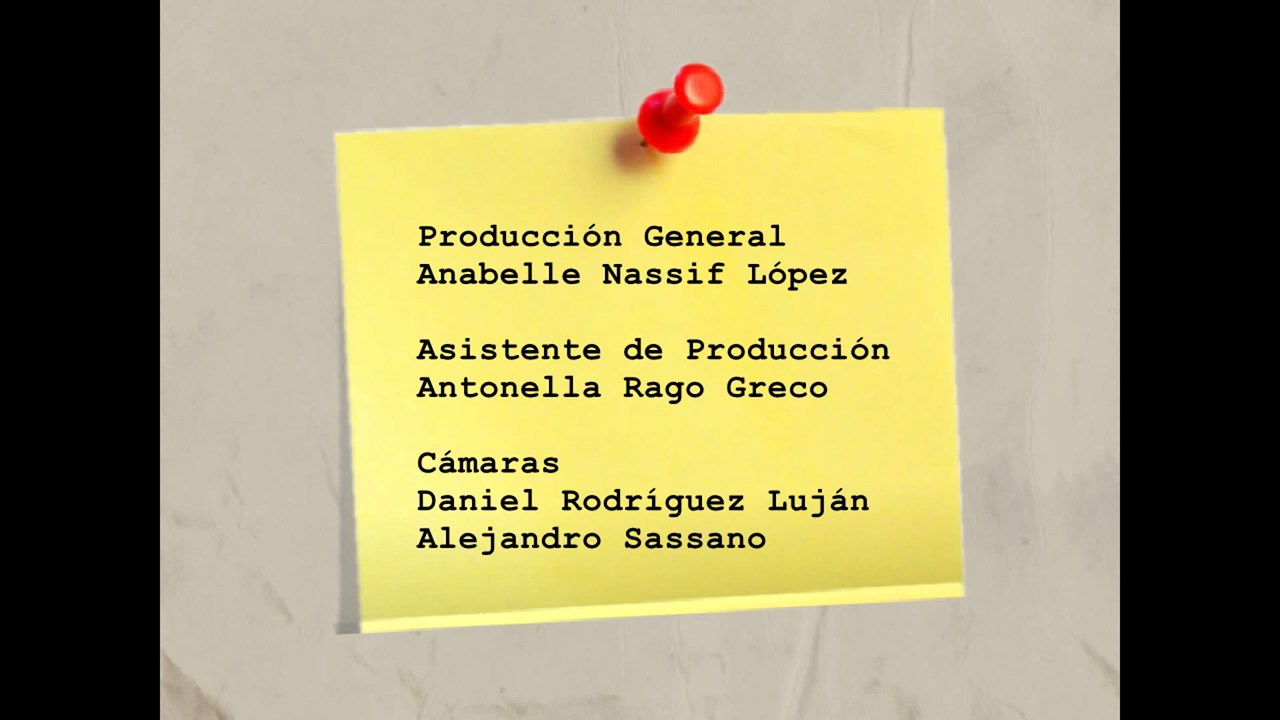 Producción General
Anabelle Nassif López
Asistente de Producción
Antonella Rago Greco
Cámaras
Daniel Rodríguez Luján
Alejandro Sassano